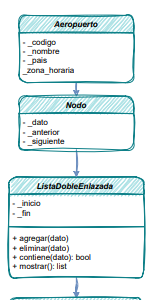 Aeropuerto
- _codigo
- _nombre
- _pais
_zona_horaria
Nodo
- _dato
- _anterior
- _siguiente
ListaDobleEnlazada
- _inicio
- _fin
+ agregar(dato)
+ eliminar(dato)
+ contiene(dato): bool
+ mostrar(): list